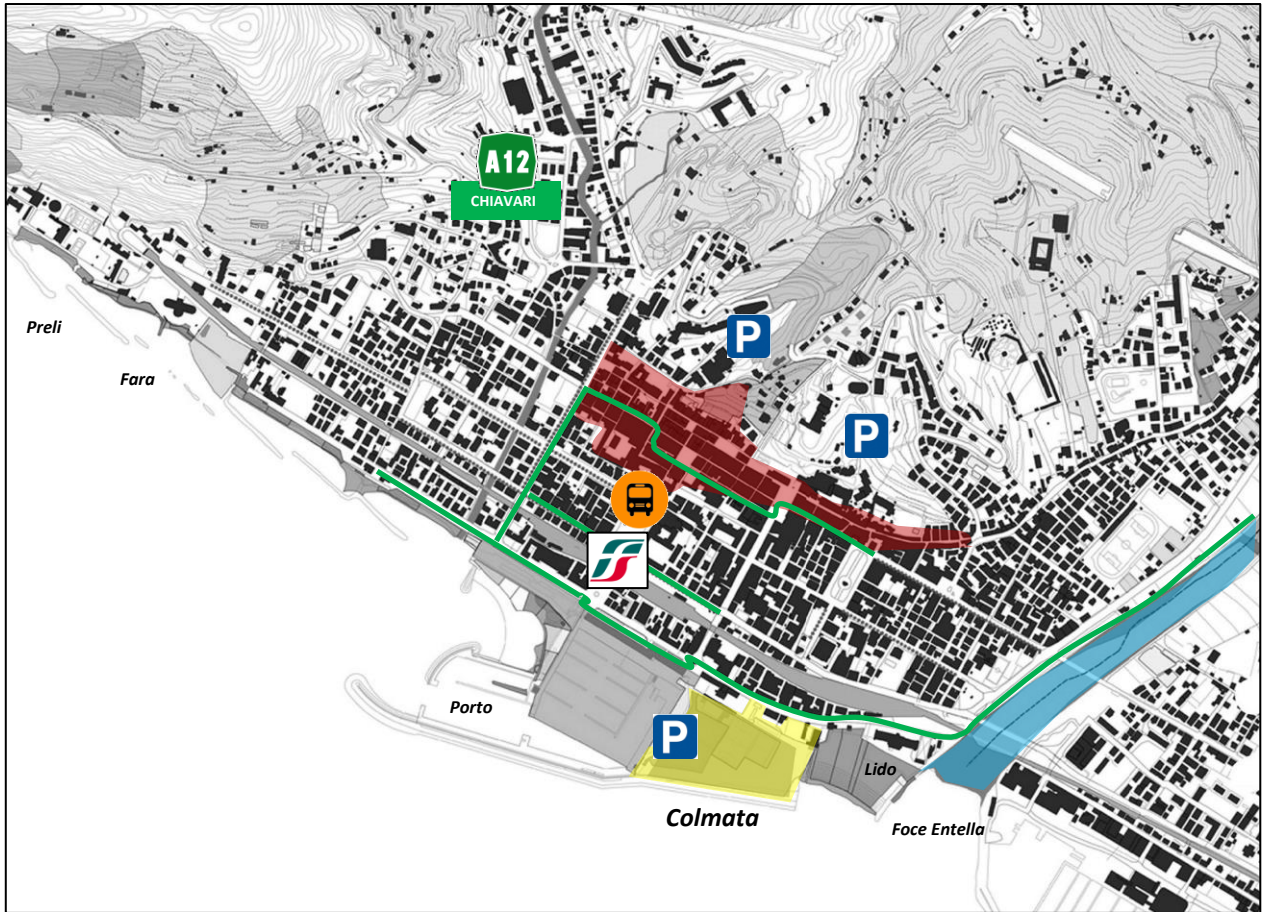 A12
CHIAVARI
Preli
P
Fara
P
Porto
P
Lido
Colmata
Foce Entella